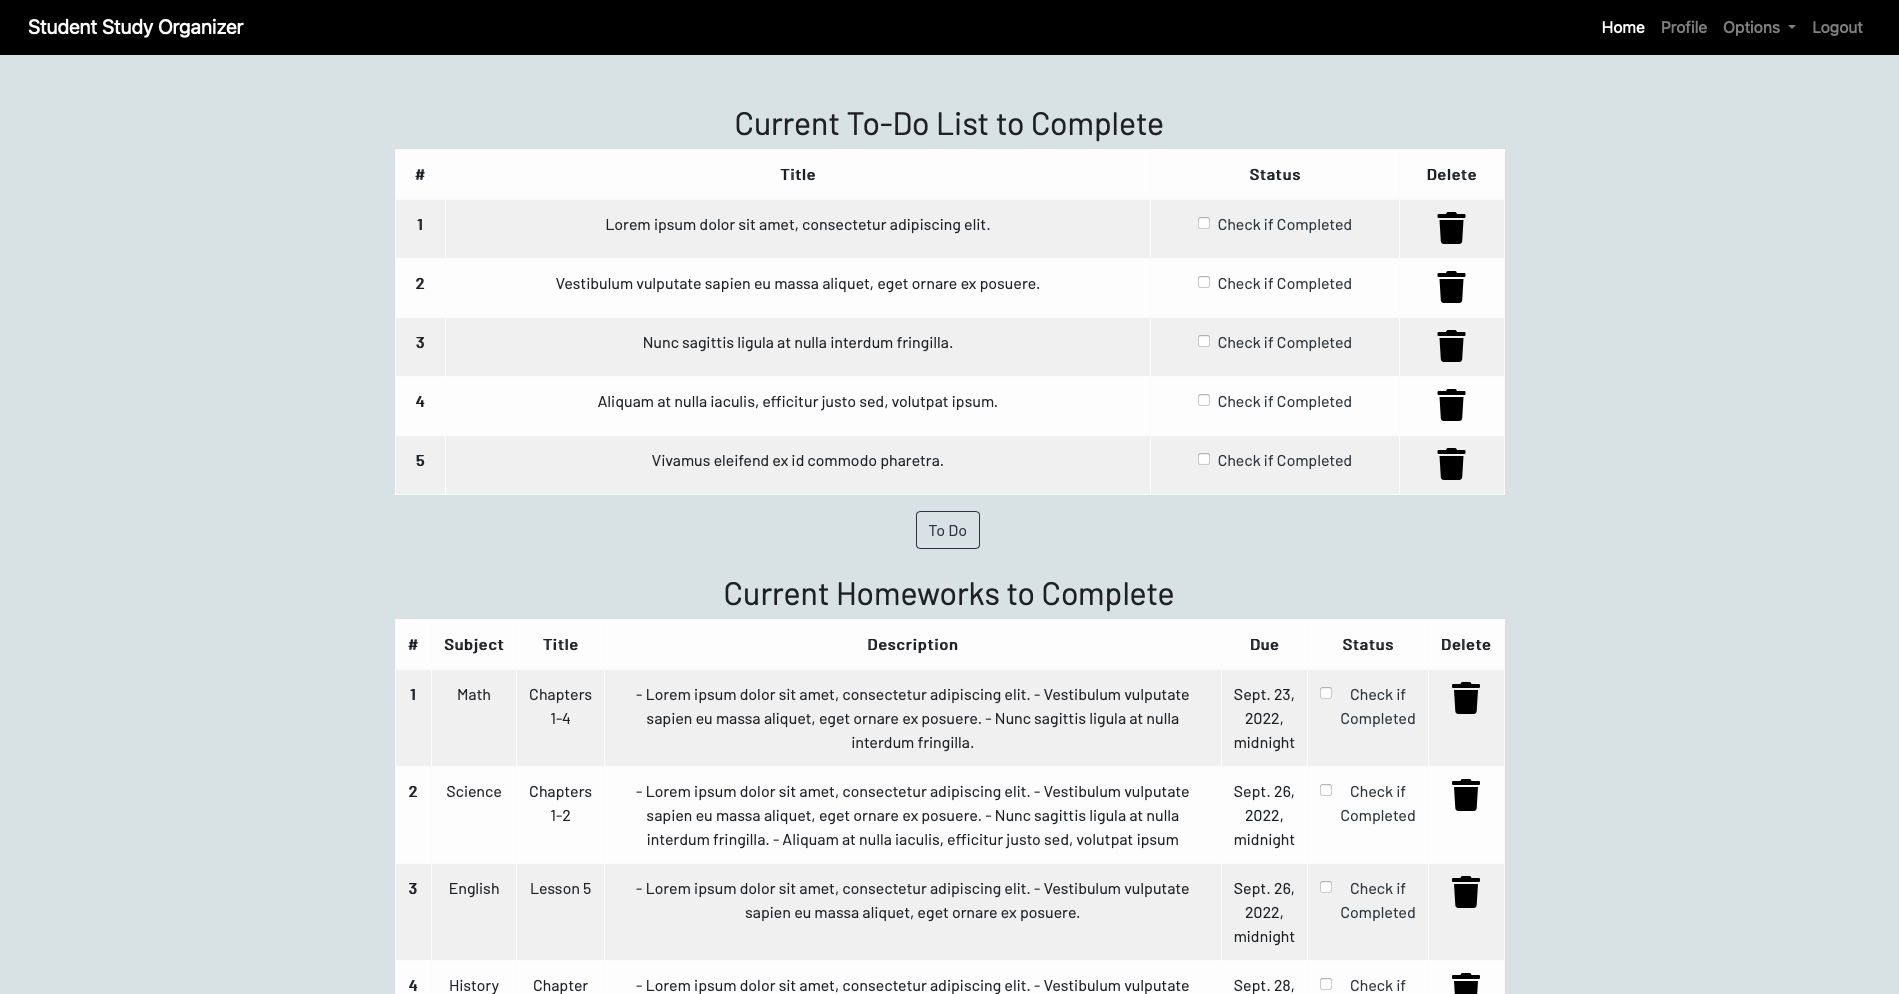 Student Study Organizer
Home Profile Options Logout
Current To-Do List to Complete
# Title Status Delete
1 Lorem ipsum dolor sit amet, consectetur adipiscing elit. Check if Completed
2 Vestibulum vulputate sapien eu massa aliquet, eget ornare ex posuere. Check if Completed
3 Nunc sagittis ligula at nulla interdum fringilla. Check if Completed
4 Aliquam at nulla iaculis, efficitur justo sed, volutpat ipsum. Check if Completed
5 Vivamus eleifend ex id commodo pharetra. Check if Completed
To Do
Current Homeworks to Complete
# Subject Title Description Due Status Delete
1 Math Chapters - Lorem ipsum dolor sit amet, consectetur adipiscing elit. - Vestibulum vulputate Sept. 23, Check if
1-4 sapien eu massa aliquet, eget ornare ex posuere. - Nunc sagittis ligula at nulla 2022, Completed
interdum fringilla. midnight
2 Science Chapters - Lorem ipsum dolor sit amet, consectetur adipiscing elit. - Vestibulum vulputate Sept. 26, Check if
1-2 sapien eu massa aliquet, eget ornare ex posuere. - Nunc sagittis ligula at nulla 2022, Completed
interdum fringilla. - Aliquam at nulla iaculis, efficitur justo sed, volutpat ipsum midnight
3 English Lesson 5 - Lorem ipsum dolor sit amet, consectetur adipiscing elit. - Vestibulum vulputate Sept. 26, Check if
sapien eu massa aliquet, eget ornare ex posuere. 2022, Completed
midnight
4 History Chapter - Lorem ipsum dolor sit amet, consectetur adipiscing elit. - Vestibulum vulputate Sept. 28, Check if